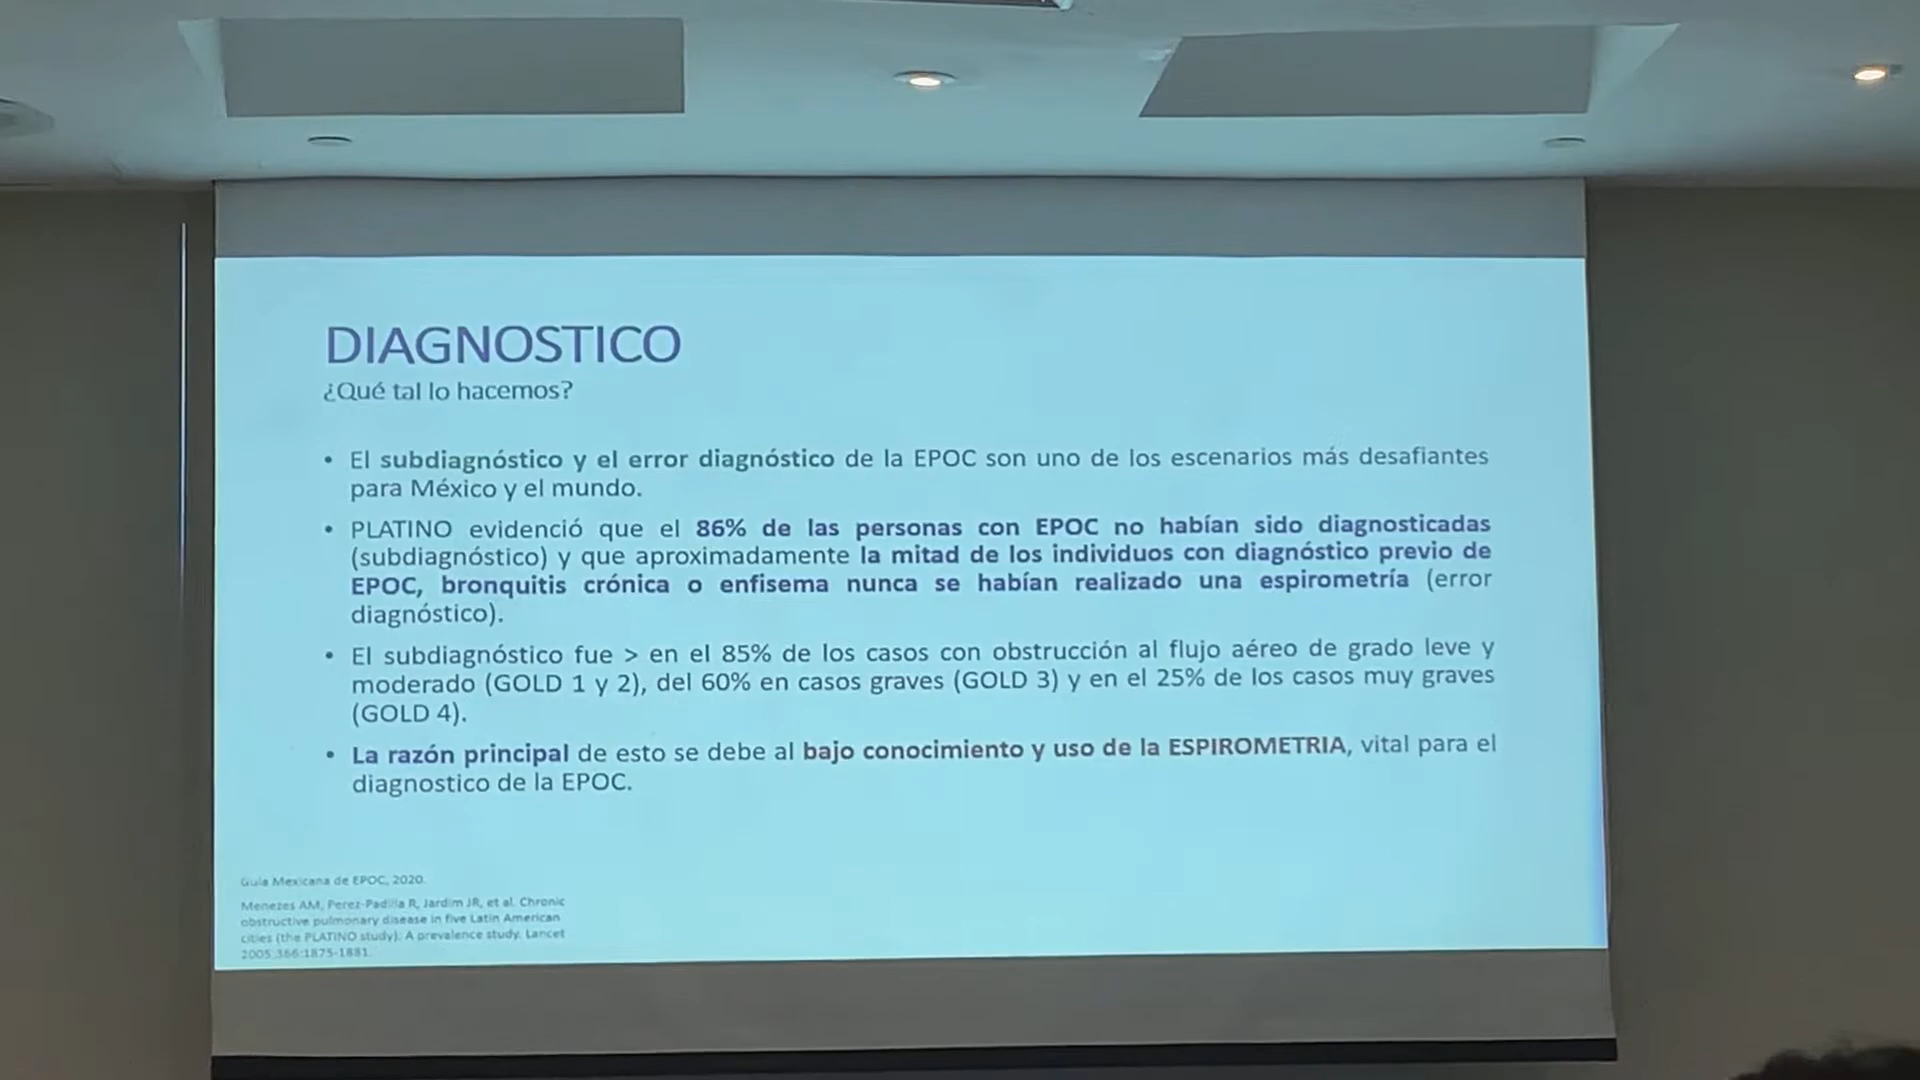 DIAGNOSTICO
¿Qué tal lo hacemos?
• El subdiagnóstico y el error diagnóstico de la EPOC son uno de los escenarios más desafiantes
para México y el mundo.
• PLATINO evidenció que el 86% de las personas con EPOC no habían sido diagnosticadas
(subdiagnóstico) y que aproximadamente la mitad de los individuos con diagnóstico previo de
EPOC, bronquitis crónica o enfisema nunca se habían realizado una espirometría (error
diagnóstico).
• El subdiagnóstico fue > en el 85% de los casos con obstrucción al flujo aéreo de grado leve y
moderado (GOLD 1 y 2), del 60% en casos graves (GOLD 3) y en el 25% de los casos muy graves
(GOLD 4).
• La razón principal de esto se debe al bajo conocimiento y uso de la ESPIROMETRIA, vital para el
diagnostico de la EPOC.
Guía Mexicana de EPOC, 2020.
Menezes AM, Perez-Padilla R, Jardim JR, et al. Chronic
obstructive pulmonary disease in five Latin American
cities (the PLATINO study): A prevalence study. Lancet
2005;366:1875-1881.